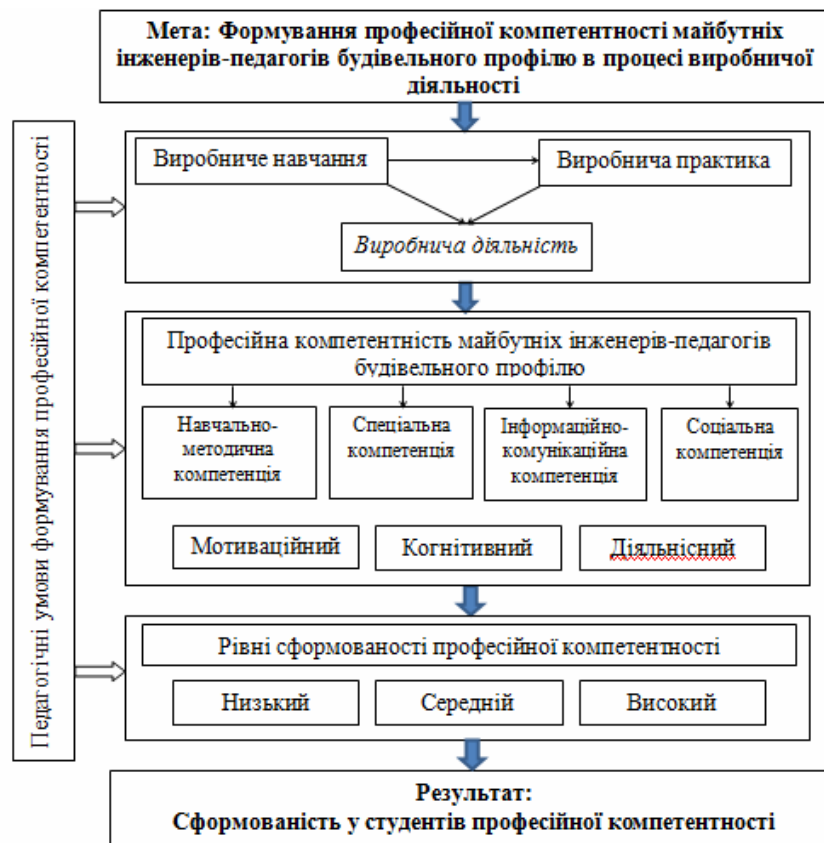 Мета: Формування професійної компетентності майбутніх
інженерів-педагогів будівельного профілю в процесі виробничої
діяльності
Педагогічні умови формування професійної компетентності
Виробниче навчання
Виробнича практика
Виробнича діяльність
Професійна компетентність майбутніх інженерів-педагогів
будівельного профілю
Навчально-
методична
компетенція
Спеціальна
компетенція
Інформаційно-
комунікаційна
компетенція
Соціальна
компетенція
Мотиваційний
Когнітивний
Діяльнісний
Рівні сформованості професійної компетентності
Низький
Середній
Високий
Результат:
Сформованість у студентів професійної компетентності